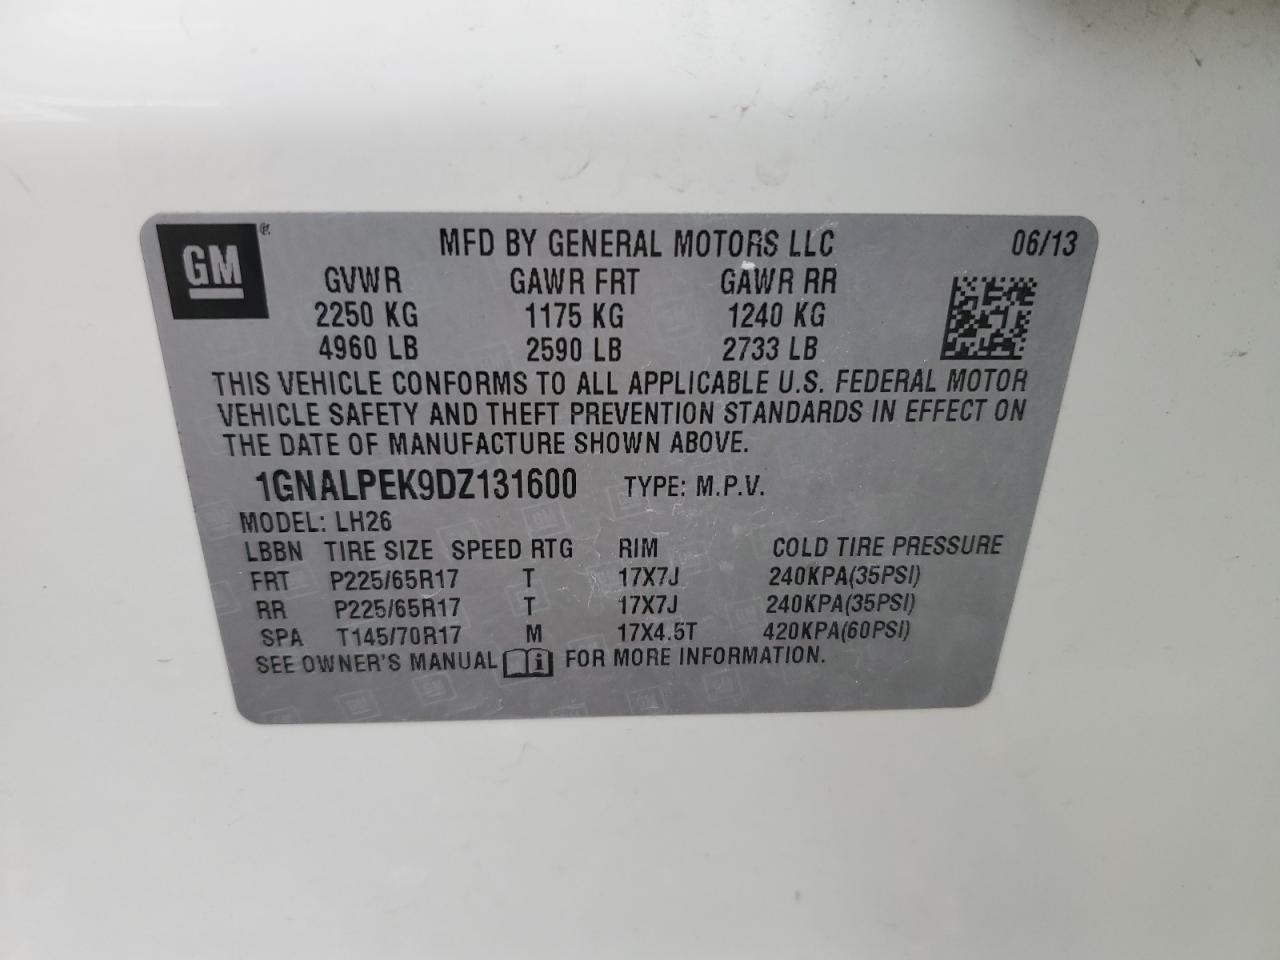 GM ® MFD BY GENERAL MOTORS LLC 06/13
GVWR GAWR FRT GAWR RR
2250 KG 1175 KG 1240 KG
4960 LB 2590 LB 2733 LB
THIS VEHICLE CONFORMS TO ALL APPLICABLE U.S. FEDERAL MOTOR
VEHICLE SAFETY AND THEFT PREVENTION STANDARDS IN EFFECT ON
THE DATE OF MANUFACTURE SHOWN ABOVE.
1GNALPEK9DZ131600 TYPE: M.P.V.
MODEL: LH26
LBBN TIRE SIZE SPEED RTG RIM COLD TIRE PRESSURE
FRT P225/65R17 T 17X7J 240KPA(35PSI)
RR P225/65R17 T 17X7J 240KPA(35PSI)
SPA T145/70R17 M 17X4.5T 420KPA(60PSI)
SEE OWNER'S MANUAL i FOR MORE INFORMATION.